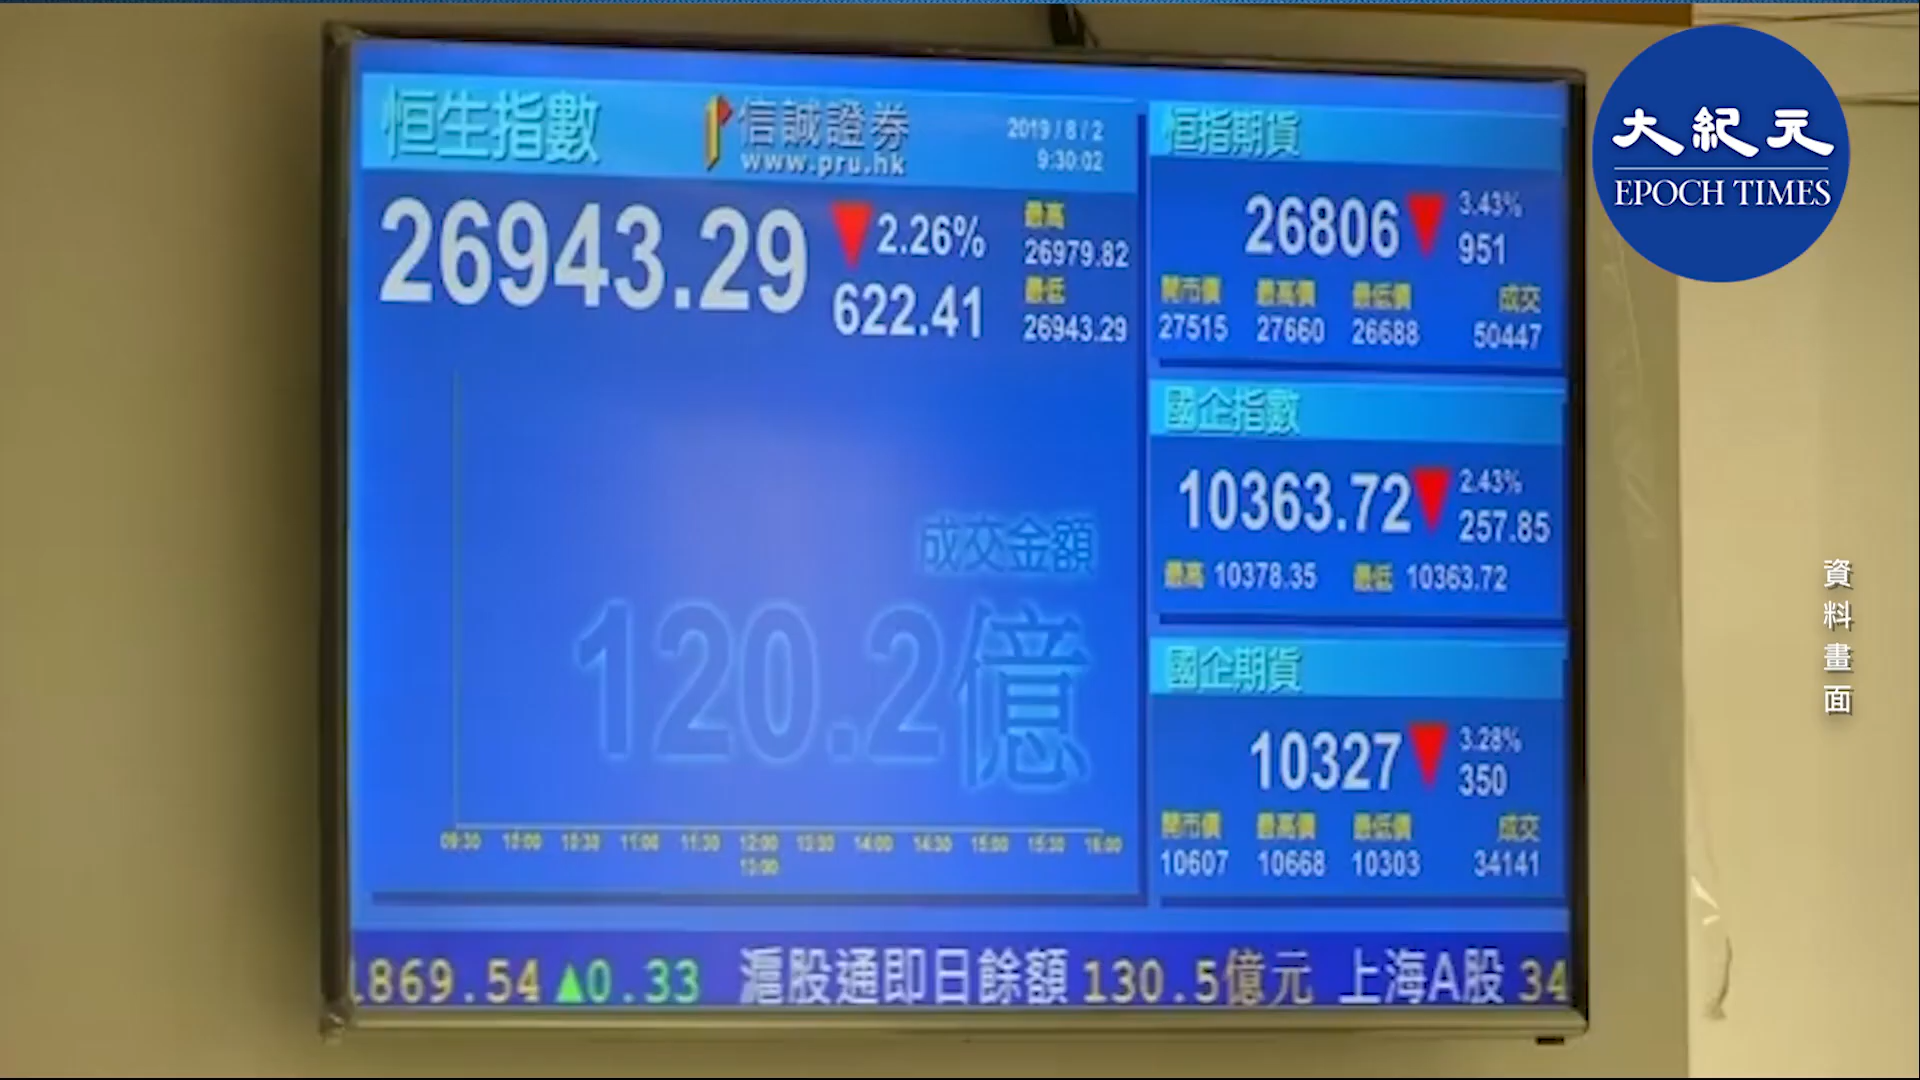 恒生指數
信誠證券
www.pru.hk
2019/8/2
9:30:02
26943.29
▼2.26%
622.41
最高
26979.82
最低
26943.29
成交金額
120.2億
09:30 10:00 10:30 11:00 11:30 12:00 13:30 14:00 14:30 15:00 15:30 16:00
13:00
恒指期貨
26806▼3.43%
951
開市價 最高價 最低價 成交
27515 27660 26688 50447
國企指數
10363.72▼2.43%
257.85
最高 10378.35 最低 10363.72
國企期貨
10327▼3.28%
350
開市價 最高價 最低價 成交
10607 10668 10303 34141
1869.54▲0.33 滬股通即日餘額130.5億元 上海A股34
大紀元
EPOCH TIMES
資料畫面